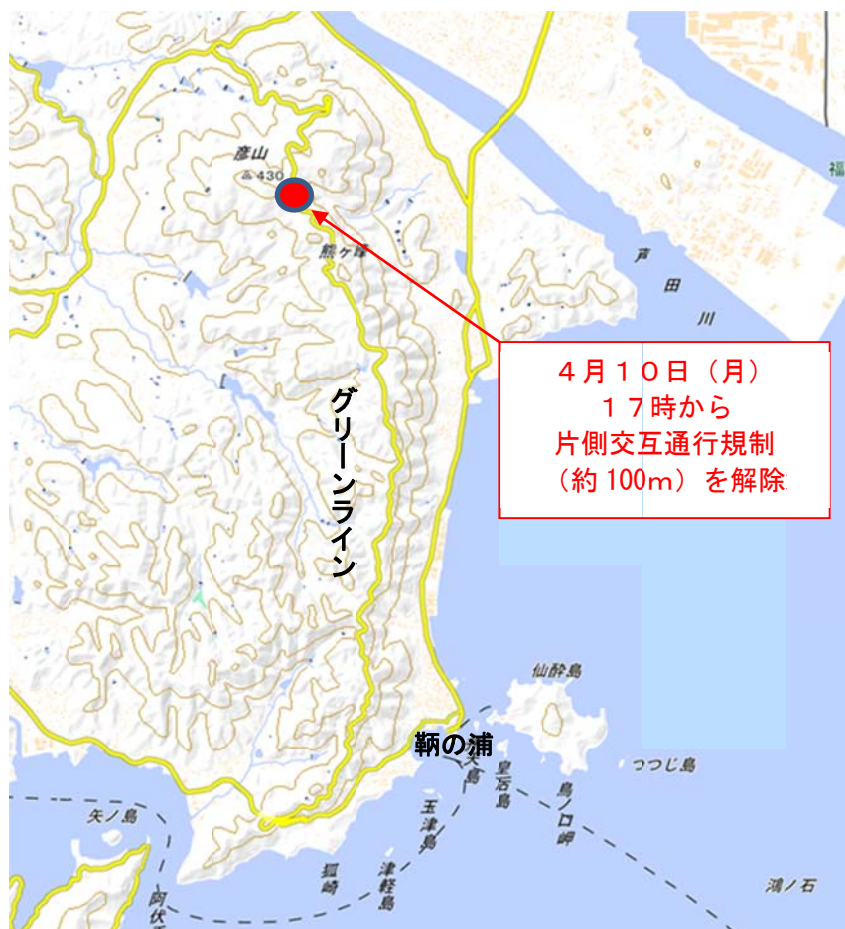 彦山
430
熊ヶ峰
福
芦田川
4月10日（月）
17時から
片側交互通行規制
（約100m）を解除
グリーンライン
仙酔島
鞆の浦
矢島
皇后島
つつじ島
鳥ノ口岬
玉津島
矢ノ島
狐崎
津軽島
鴻ノ石
阿伏